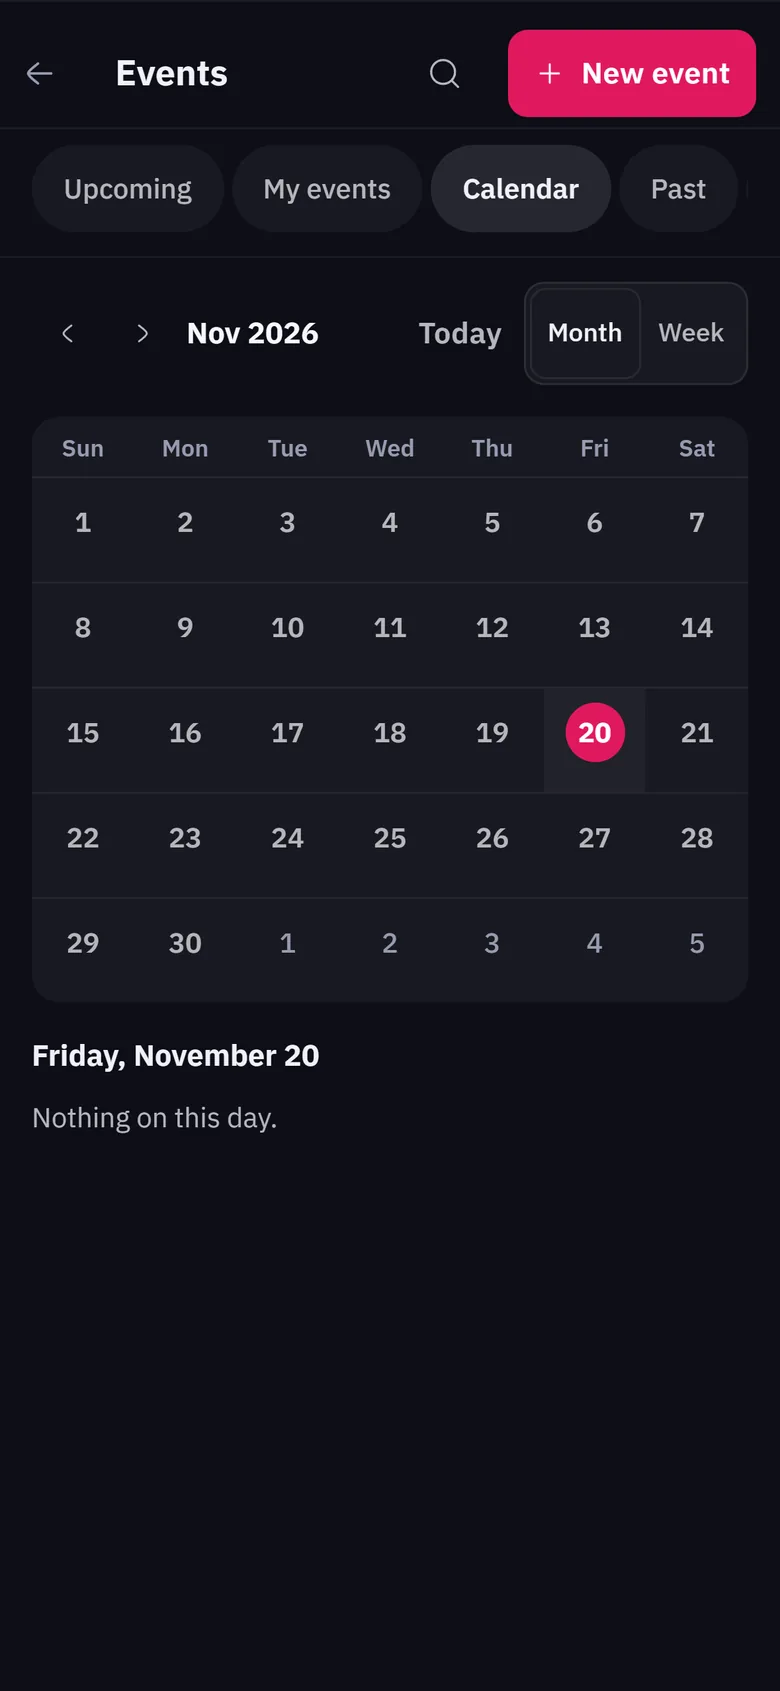 Events
+ New event
Upcoming My events Calendar Past
Nov 2026 Today Month Week
Sun Mon Tue Wed Thu Fri Sat
1 2 3 4 5 6 7
8 9 10 11 12 13 14
15 16 17 18 19 20 21
22 23 24 25 26 27 28
29 30 1 2 3 4 5
Friday, November 20
Nothing on this day.